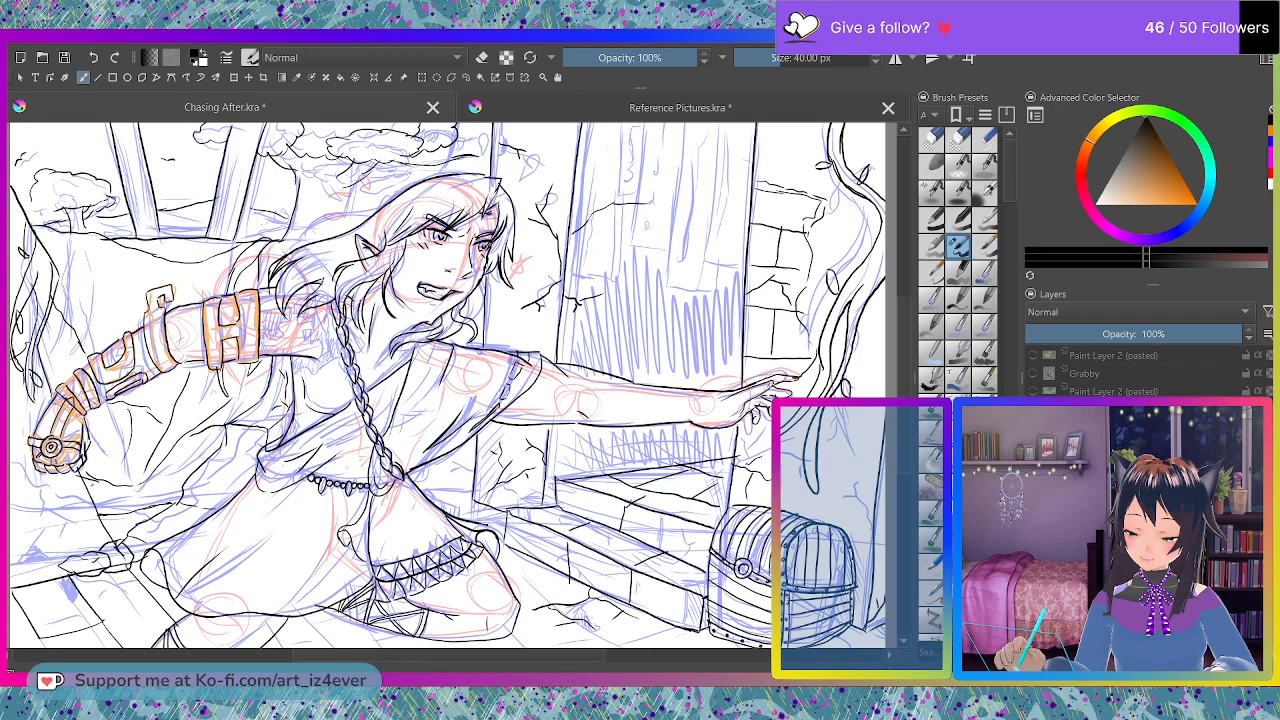 Give a follow?
46 / 50 Followers
Normal
Opacity: 100%
Size: 40.00 px
Chasing After.kra *
Reference Pictures.kra *
Brush Presets
Advanced Color Selector
A
Layers
Normal
Opacity: 100%
Paint Layer 2 (pasted)
Grabby
Paint Layer 2 (pasted)
Sea...
Support me at Ko-fi.com/art_iz4ever